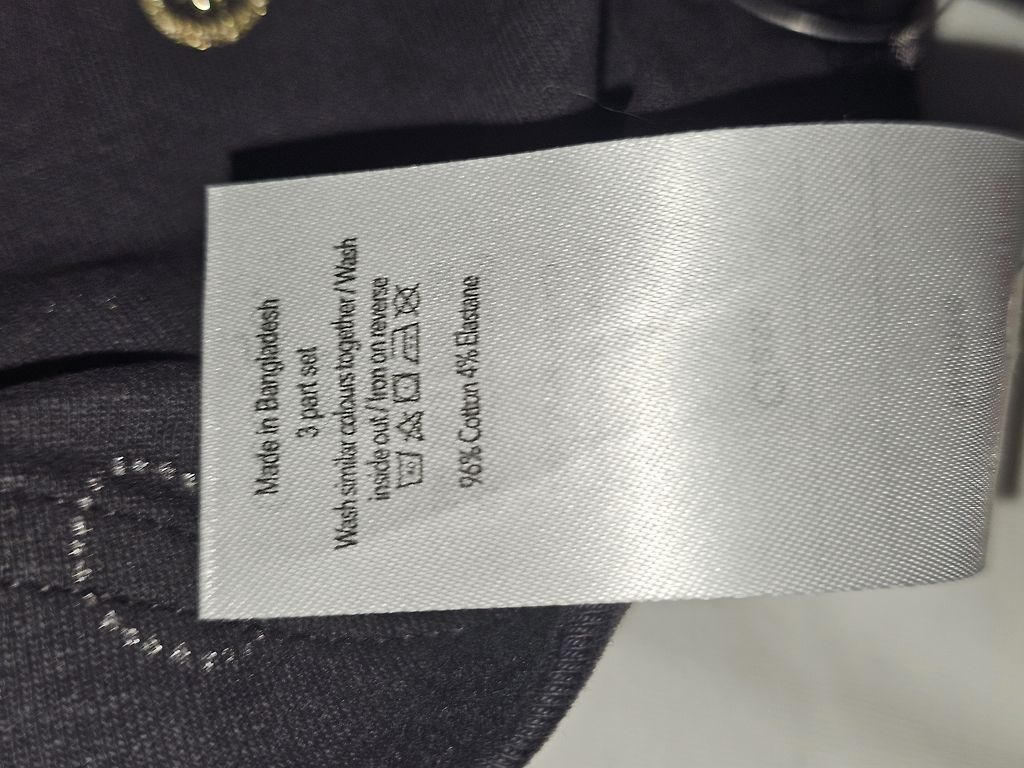 Made in Bangladesh
3 part set
Wash similar colours together / Wash
inside out / Iron on reverse
40
96% Cotton 4% Elastane